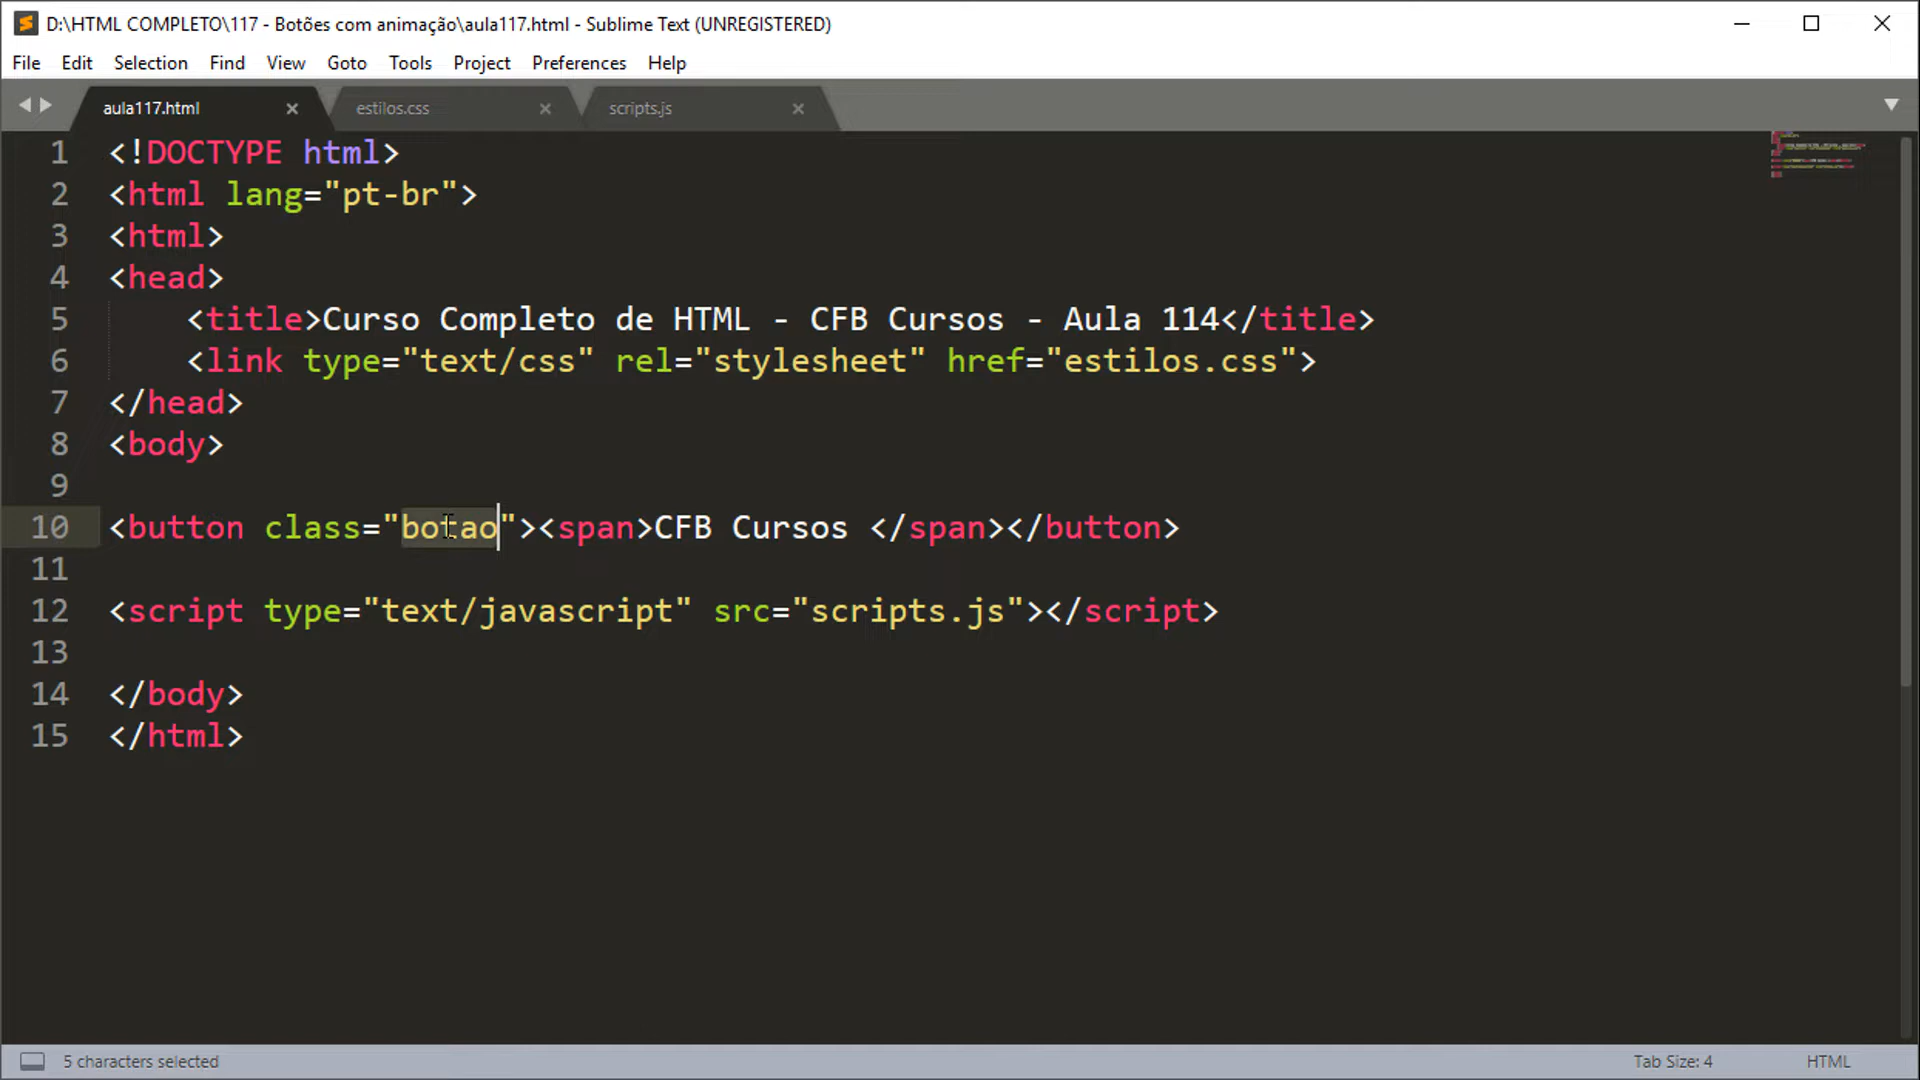 D:\HTML COMPLETO\117 - Botões com animação\aula117.html - Sublime Text (UNREGISTERED)
File Edit Selection Find View Goto Tools Project Preferences Help
aula117.html × estilos.css × scripts.js ×
1 <!DOCTYPE html>
2 <html lang="pt-br">
3 <html>
4 <head>
5 <title>Curso Completo de HTML - CFB Cursos - Aula 114</title>
6 <link type="text/css" rel="stylesheet" href="estilos.css">
7 </head>
8 <body>
9
10 <button class="botao"><span>CFB Cursos </span></button>
11
12 <script type="text/javascript" src="scripts.js"></script>
13
14 </body>
15 </html>
5 characters selected Tab Size: 4 HTML